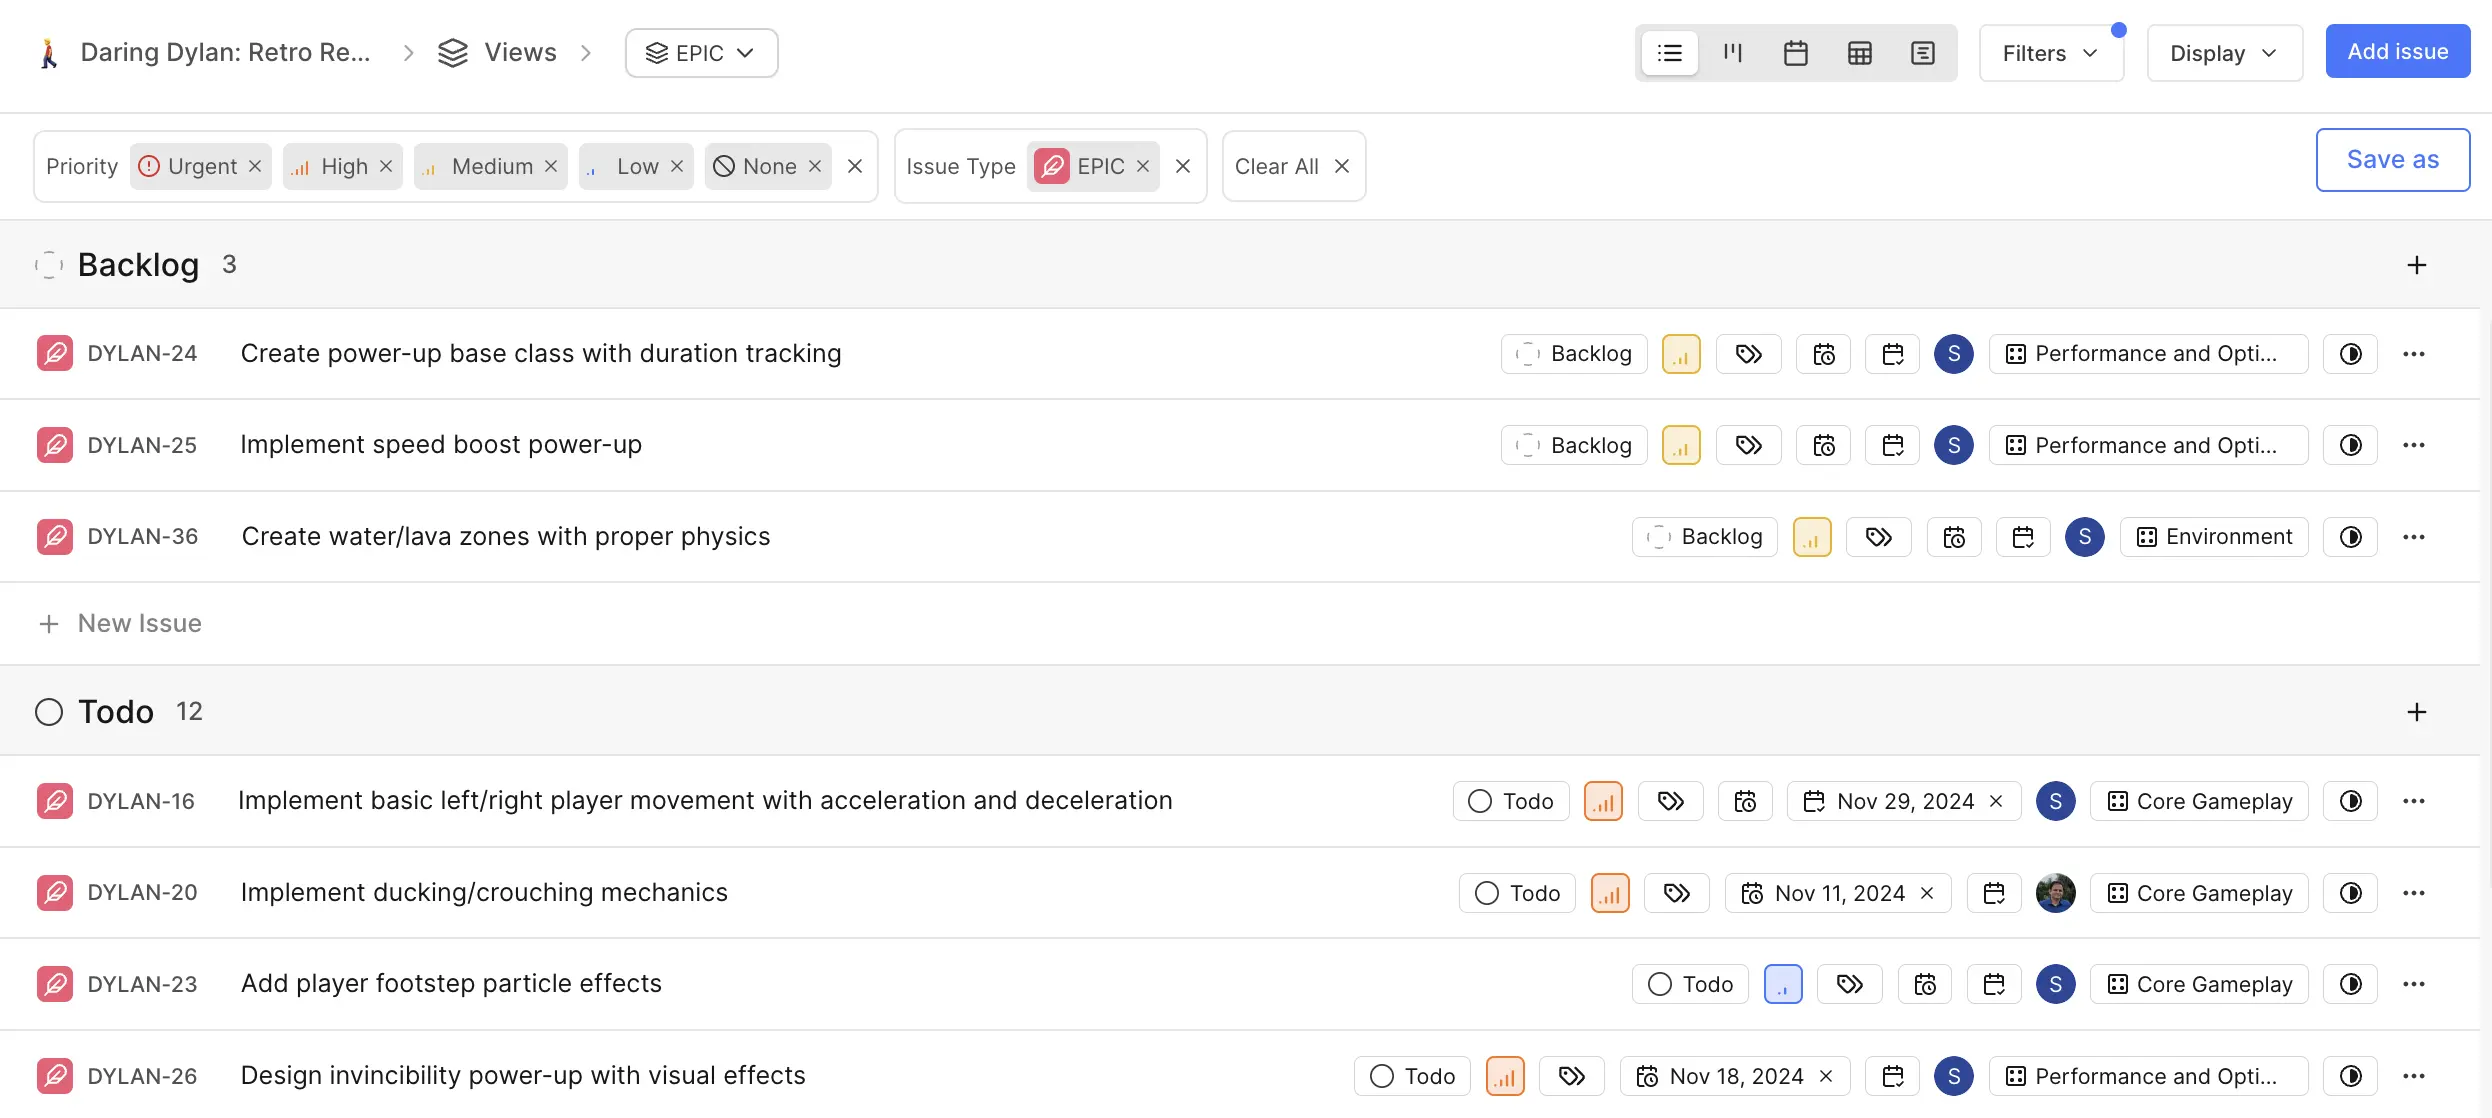 Daring Dylan: Retro Re... Views EPIC Filters Display Add issue
Priority Urgent High Medium Low None Issue Type EPIC Clear All Save as
Backlog 3
DYLAN-24 Create power-up base class with duration tracking Backlog S Performance and Opti...
DYLAN-25 Implement speed boost power-up Backlog S Performance and Opti...
DYLAN-36 Create water/lava zones with proper physics Backlog S Environment
New Issue
Todo 12
DYLAN-16 Implement basic left/right player movement with acceleration and deceleration Todo Nov 29, 2024 S Core Gameplay
DYLAN-20 Implement ducking/crouching mechanics Todo Nov 11, 2024 Core Gameplay
DYLAN-23 Add player footstep particle effects Todo S Core Gameplay
DYLAN-26 Design invincibility power-up with visual effects Todo Nov 18, 2024 S Performance and Opti...